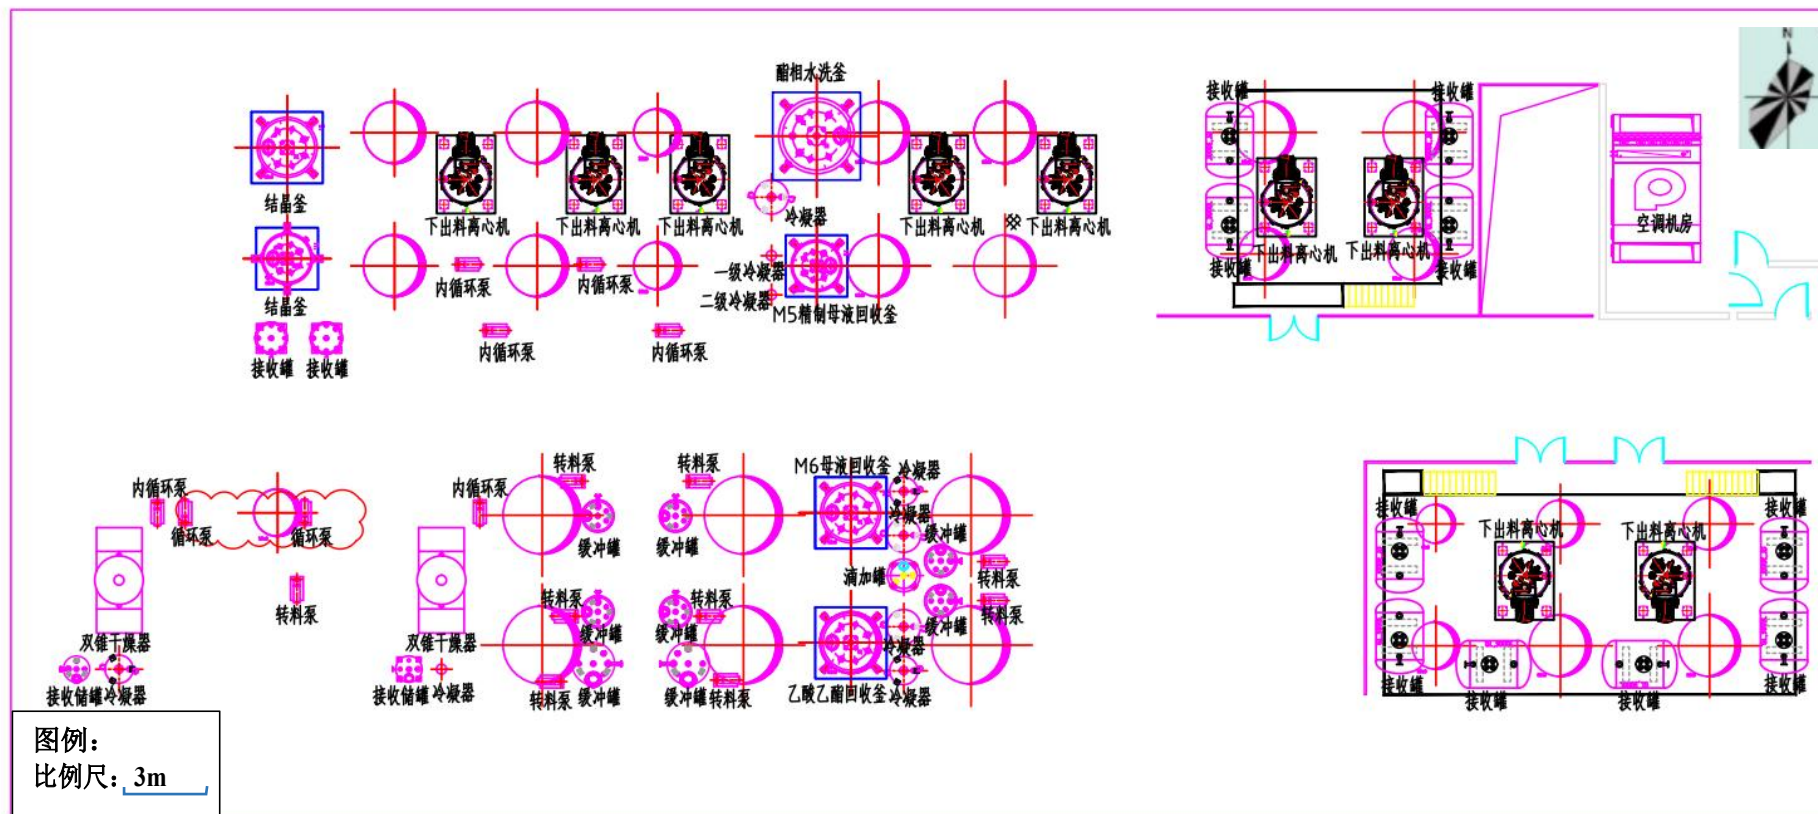 N
酯相水洗釜
接收罐
接收罐
结晶釜
下出料离心机
下出料离心机
下出料离心机
冷凝器
下出料离心机
下出料离心机
空调机房
下出料离心机
下出料离心机
接收罐
接收罐
内循环泵
内循环泵
一级冷凝器
二级冷凝器
结晶釜
M5精制母液回收釜
内循环泵
内循环泵
接收罐
接收罐
转料泵
转料泵
M6母液回收釜
冷凝器
内循环泵
内循环泵
冷凝器
接收罐
接收罐
循环泵
循环泵
缓冲罐
缓冲罐
缓冲罐
下出料离心机
下出料离心机
滴加罐
转料泵
转料泵
转料泵
转料泵
转料泵
缓冲罐
缓冲罐
缓冲罐
双锥干燥器
双锥干燥器
冷凝器
接收储罐
冷凝器
接收储罐
冷凝器
转料泵
缓冲罐
缓冲罐
转料泵
乙酸乙酯回收釜
冷凝器
接收罐
接收罐
接收罐
接收罐
图例：
比例尺：3m